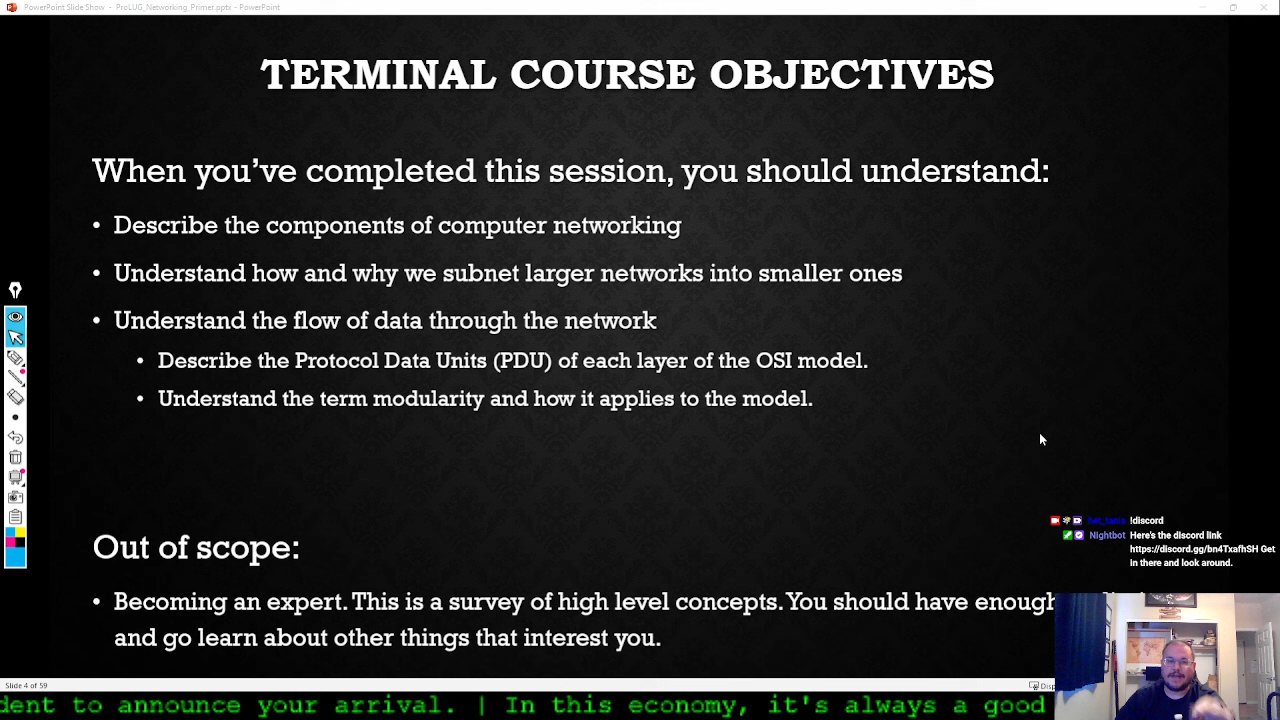 PowerPoint Slide Show - ProLUG_Networking_Primer.pptx - PowerPoint
TERMINAL COURSE OBJECTIVES
When you've completed this session, you should understand:
• Describe the components of computer networking
• Understand how and why we subnet larger networks into smaller ones
• Understand the flow of data through the network
• Describe the Protocol Data Units (PDU) of each layer of the OSI model.
• Understand the term modularity and how it applies to the model.
!discord
Nightbot Here's the discord link
https://discord.gg/bn4TxafhSH Get
in there and look around.
Out of scope:
• Becoming an expert. This is a survey of high level concepts. You should have enough
and go learn about other things that interest you.
Slide 4 of 59
dent to announce your arrival. | In this economy, it's always a good